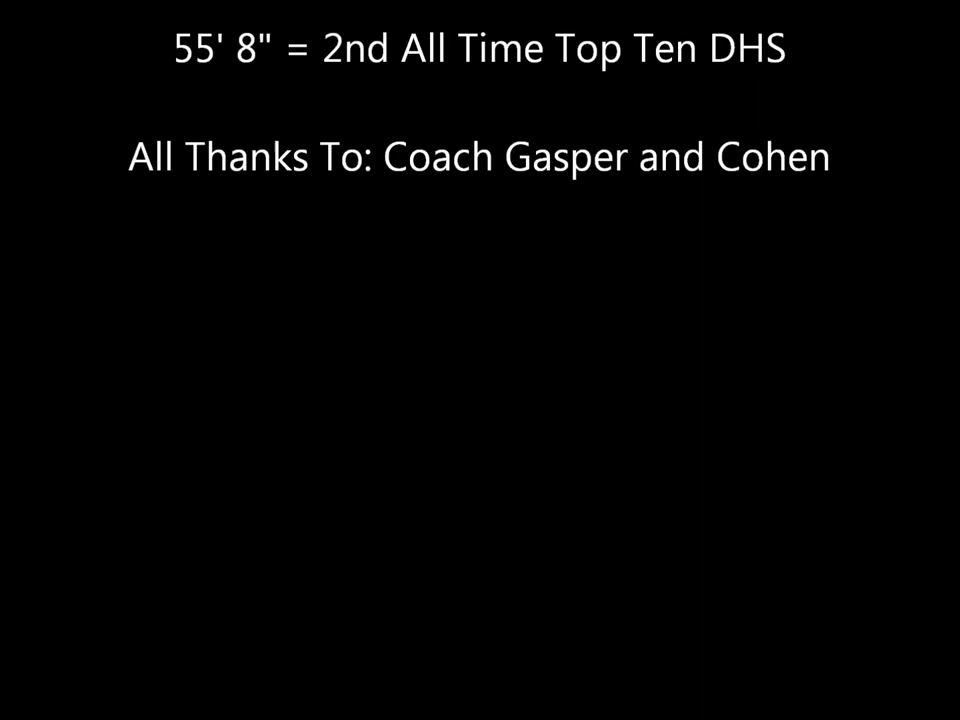 55' 8" = 2nd All Time Top Ten DHS
All Thanks To: Coach Gasper and Cohen